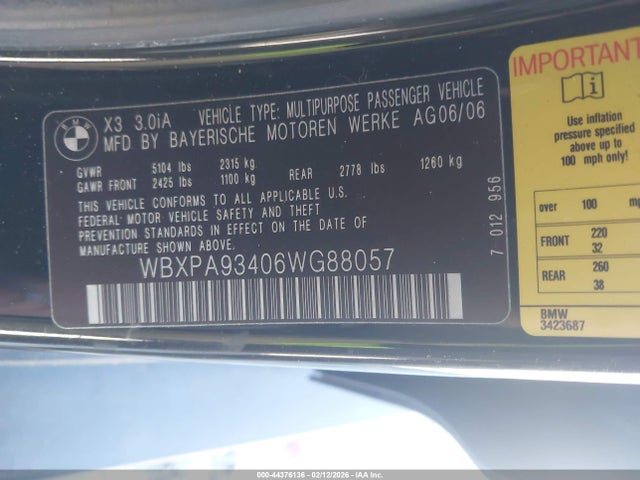 BMW
X3 3.0iA VEHICLE TYPE: MULTIPURPOSE PASSENGER VEHICLE
MFD BY BAYERISCHE MOTOREN WERKE AG06/06
GVWR 5104 lbs 2315 kg
GAWR FRONT 2425 lbs 1100 kg REAR 2778 lbs 1260 kg
THIS VEHICLE CONFORMS TO ALL APPLICABLE U.S.
FEDERAL MOTOR VEHICLE SAFETY AND THEFT
PREVENTION STANDARDS IN EFFECT ON THE DATE OF
MANUFACTURE SHOWN ABOVE.
WBXPA93406WG88057
7 012 956
IMPORTANT
Use inflation
pressure specified
above up to
100 mph only!
over 100 mp
FRONT 220
32
REAR 260
38
BMW
3423687
000-44376136 - 02/12/2026 - COPART.COM